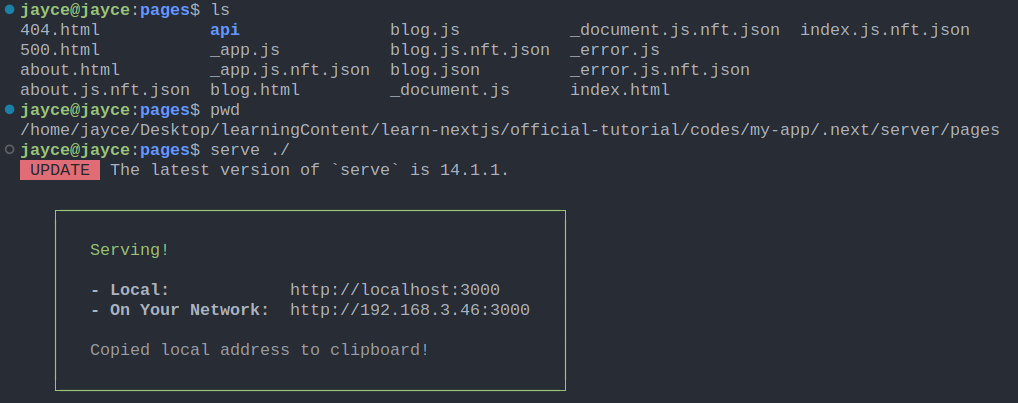 jayce@jayce:pages$ ls
404.html           api               blog.js           _document.js.nft.json  index.js.nft.json
500.html           _app.js           blog.js.nft.json  _error.js
about.html         _app.js.nft.json  blog.json         _error.js.nft.json
about.js.nft.json  blog.html         _document.js      index.html
jayce@jayce:pages$ pwd
/home/jayce/Desktop/learningContent/learn-nextjs/official-tutorial/codes/my-app/.next/server/pages
jayce@jayce:pages$ serve ./
UPDATE The latest version of `serve` is 14.1.1.
Serving!
- Local:            http://localhost:3000
- On Your Network:  http://192.168.3.46:3000
Copied local address to clipboard!